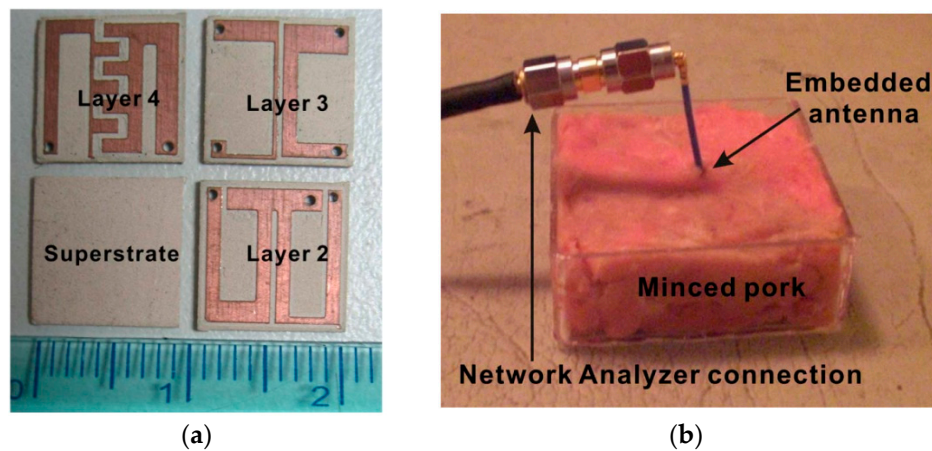 Layer 4
Layer 3
Superstrate
Layer 2
0 1 2
(a)
Embedded
antenna
Minced pork
Network Analyzer connection
(b)